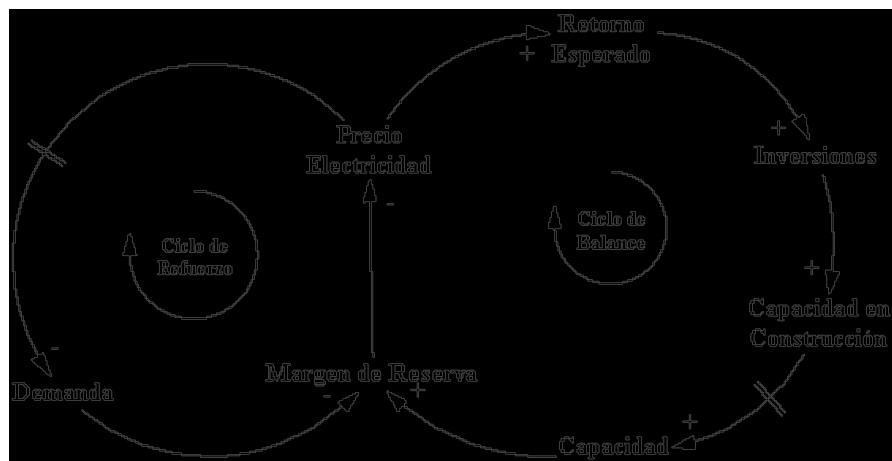 Retorno
+ Esperado
Precio
Electricidad
+
Inversiones
-
Ciclo de
Refuerzo
Ciclo de
Balance
+
Capacidad en
Construcción
-
Demanda
Margen de Reserva
-
+
+
Capacidad